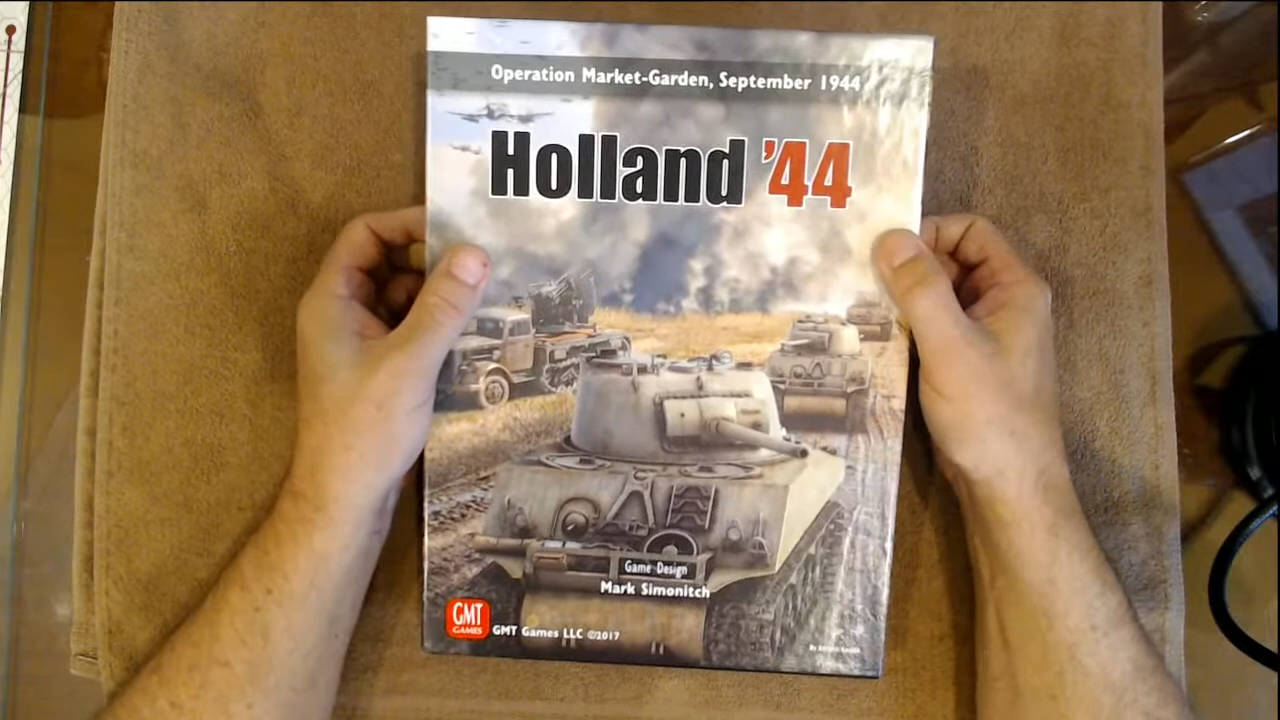 Operation Market-Garden, September 1944
Holland '44
Game Design
Mark Simonitch
GMT
GAMES
GMT Games LLC ©2017